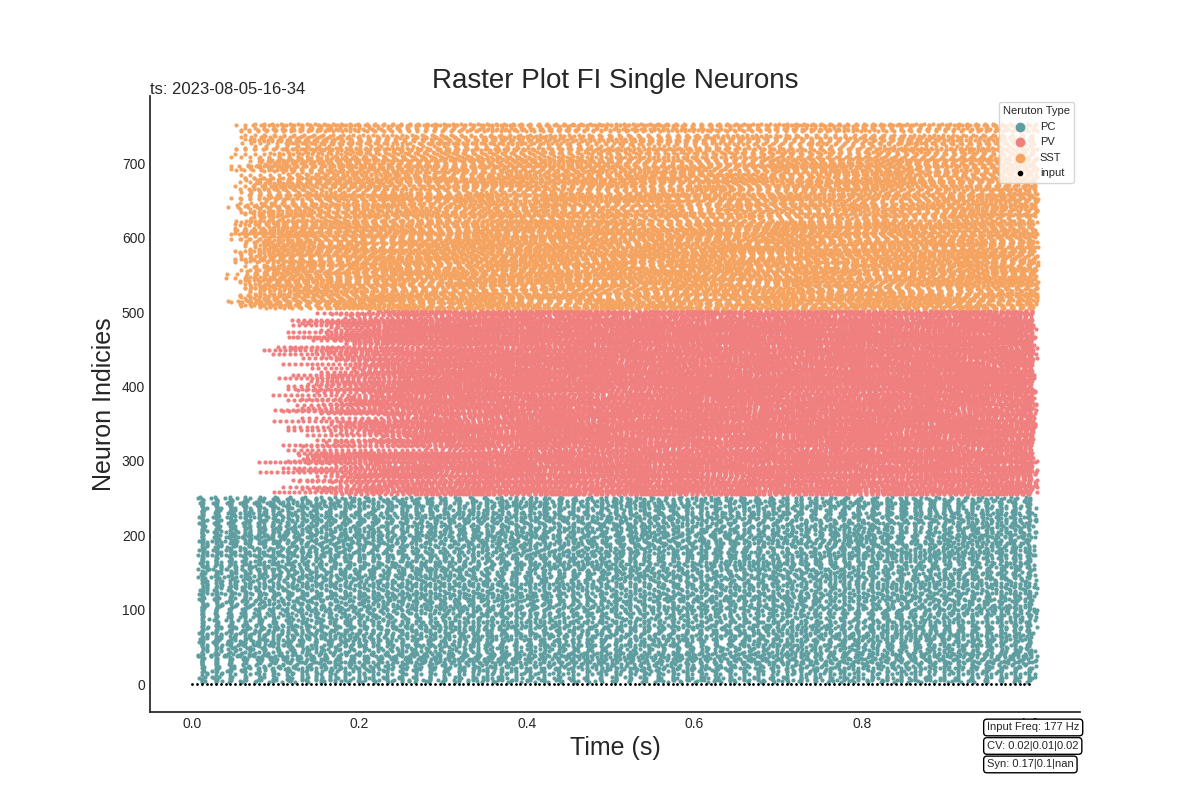 Raster Plot FI Single Neurons
ts: 2023-08-05-16-34
Neruton Type
PC
PV
SST
input
Neuron Indicies
700
600
500
400
300
200
100
0
0.0
0.2
0.4
0.6
0.8
Time (s)
Input Freq: 177 Hz
CV: 0.02|0.01|0.02
Syn: 0.17|0.1|nan